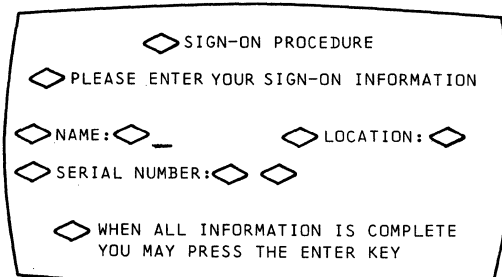 SIGN-ON PROCEDURE
PLEASE ENTER YOUR SIGN-ON INFORMATION
NAME: _ LOCATION:
SERIAL NUMBER:
WHEN ALL INFORMATION IS COMPLETE
YOU MAY PRESS THE ENTER KEY